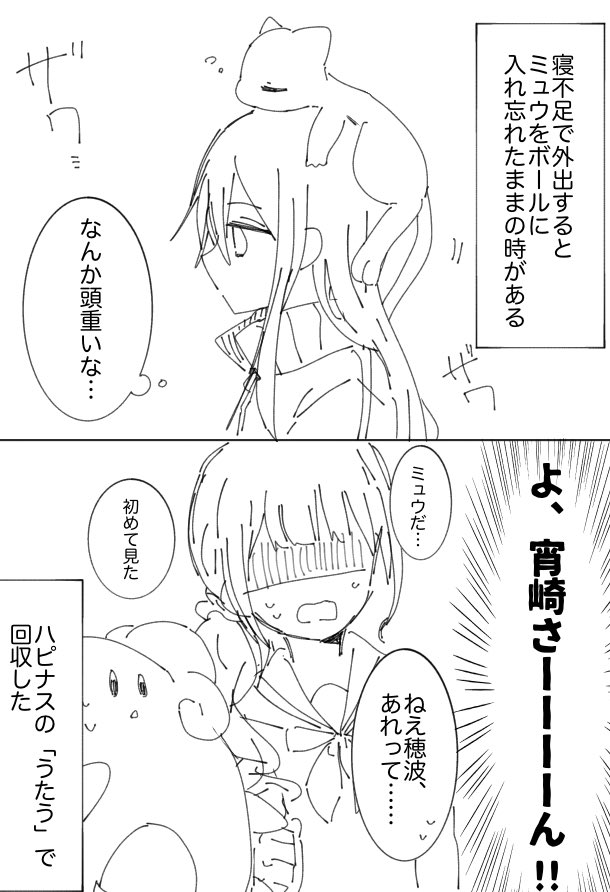 寝不足で外出すると
ミュウをボールに
入れ忘れたままの時がある
ザワ…
なんか頭重いな…
ザワ
よ、宵崎さーーーーん!!
ミュウだ…
初めて見た
ねえ穂波、
あれって……
ハピナスの「うたう」で
回収した